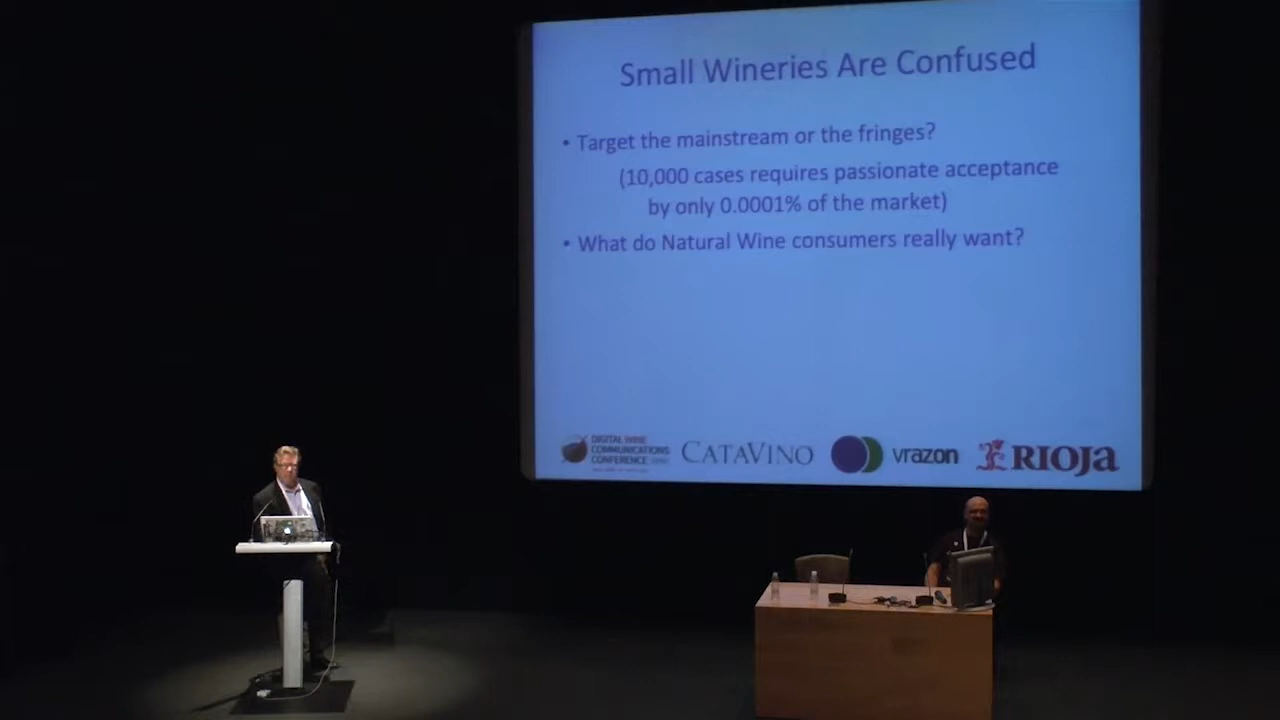 Small Wineries Are Confused
• Target the mainstream or the fringes?
(10,000 cases requires passionate acceptance
by only 0.0001% of the market)
• What do Natural Wine consumers really want?
DIGITAL WINE
COMMUNICATIONS
CONFERENCE
CATAVINO
vrazon
RIOJA